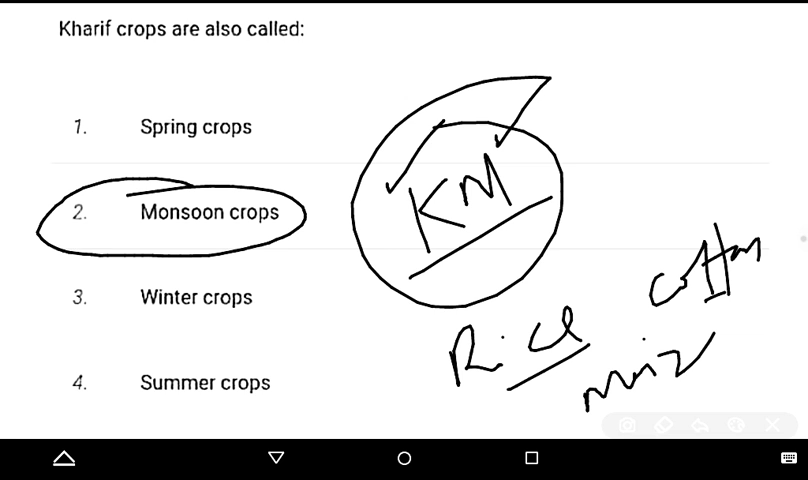 Kharif crops are also called:
1. Spring crops
2. Monsoon crops
3. Winter crops
4. Summer crops
KM
Rice